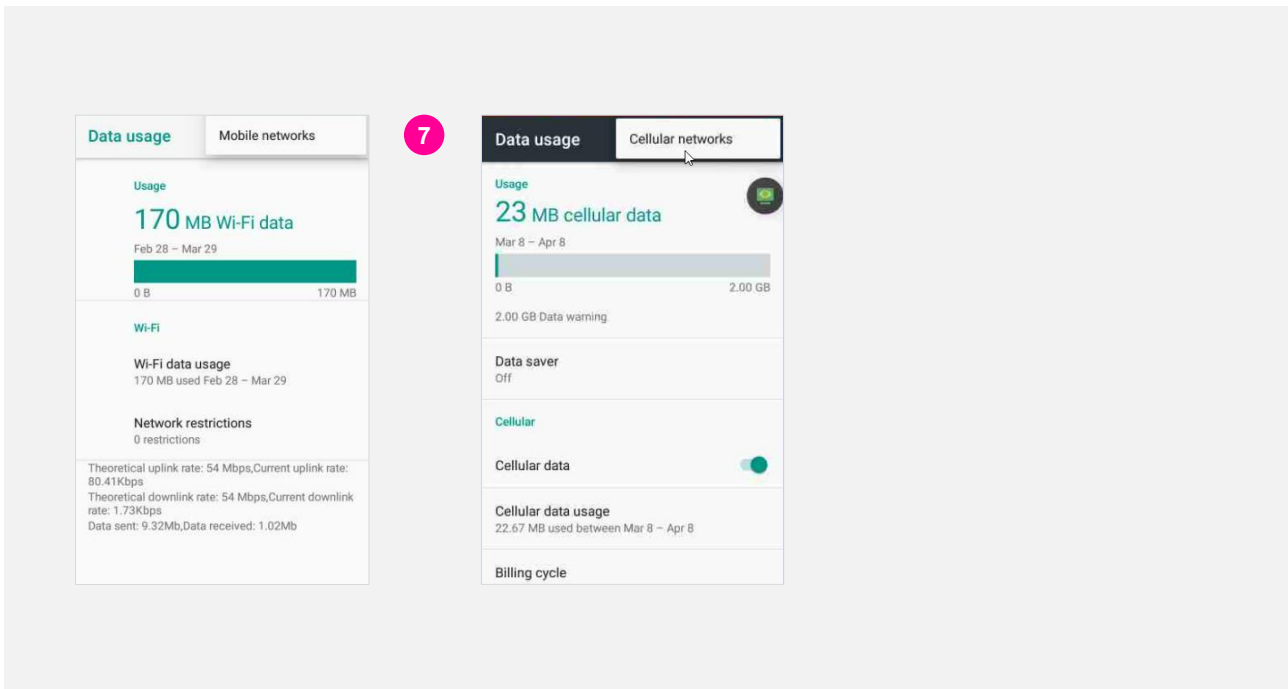 Data usage
Mobile networks
Usage
170 MB Wi-Fi data
Feb 28 – Mar 29
0 B
170 MB
Wi-Fi
Wi-Fi data usage
170 MB used Feb 28 – Mar 29
Network restrictions
0 restrictions
Theoretical uplink rate: 54 Mbps,Current uplink rate:
80.41Kbps
Theoretical downlink rate: 54 Mbps,Current downlink
rate: 1.73Kbps
Data sent: 9.32Mb,Data received: 1.02Mb
7
Data usage
Cellular networks
Usage
23 MB cellular data
Mar 8 – Apr 8
0 B
2.00 GB
2.00 GB Data warning
Data saver
Off
Cellular
Cellular data
Cellular data usage
22.67 MB used between Mar 8 – Apr 8
Billing cycle